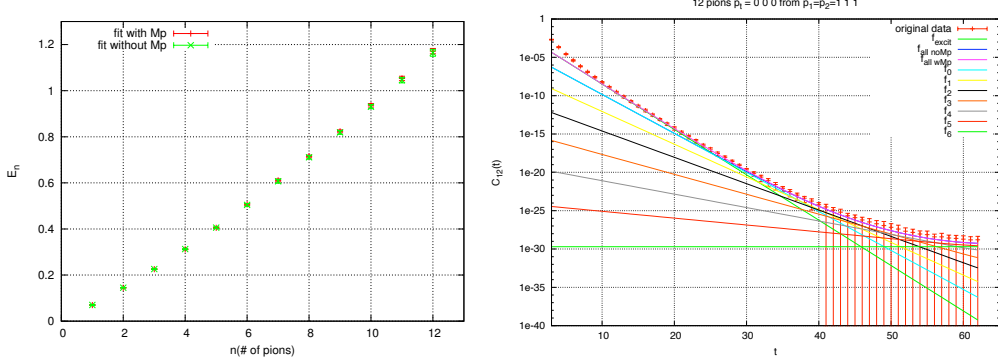 fit with Mp
fit without Mp
1.2
1
0.8
0.6
0.4
0.2
0
E_n
0 2 4 6 8 10 12
n(# of pions)
12 pions p_t = 0 0 0 from p_1=p_2=1 1 1
original data
f_excit
f_all noMp
f_all wMp
f_0
f_1
f_2
f_3
f_4
f_5
f_6
1
1e-05
1e-10
1e-15
1e-20
1e-25
1e-30
1e-35
1e-40
C_12(t)
10 20 30 40 50 60
t